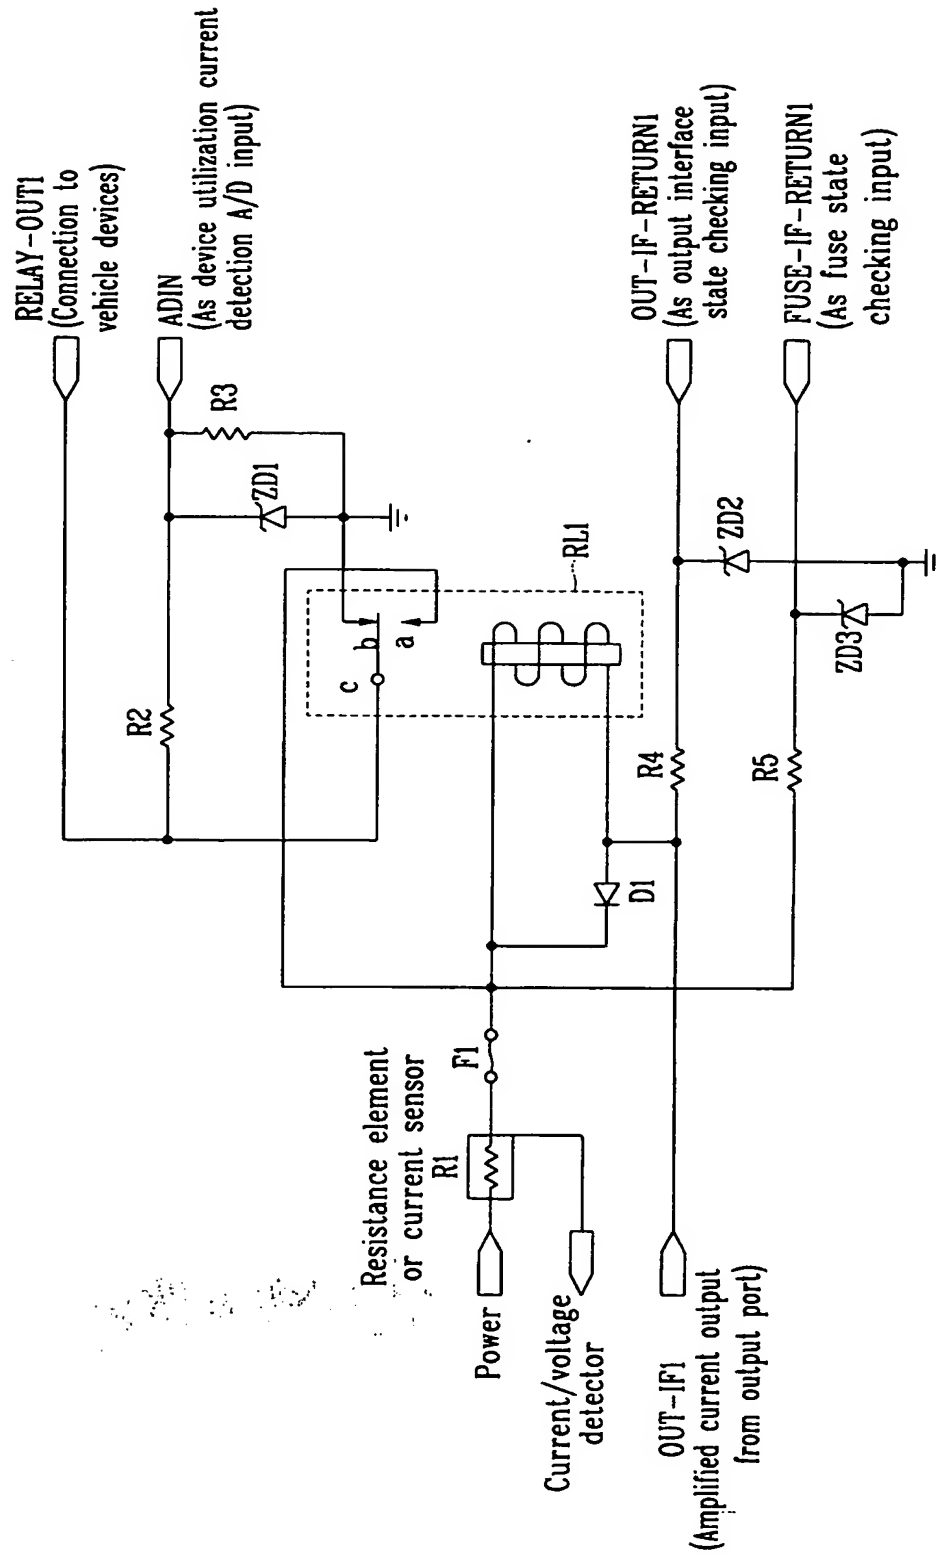 RELAY-OUT1
(Connection to
vehicle devices)
ADIN
(As device utilization current
detection A/D input)
R3
R2
ZD1
c
b
a
RL1
OUT-IF-RETURN1
(As output interface
state checking input)
ZD2
R4
FUSE-IF-RETURN1
(As fuse state
checking input)
ZD3
R5
D1
F1
Resistance element
or current sensor
R1
Power
Current/voltage
detector
OUT-IF1
(Amplified current output
from output port)